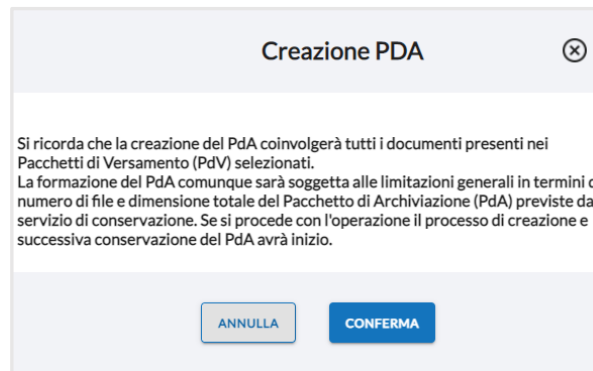 Creazione PDA
Si ricorda che la creazione del PdA coinvolgerà tutti i documenti presenti nei
Pacchetti di Versamento (PdV) selezionati.
La formazione del PdA comunque sarà soggetta alle limitazioni generali in termini
numero di file e dimensione totale del Pacchetto di Archiviazione (PdA) previste
servizio di conservazione. Se si procede con l'operazione il processo di creazione e
successiva conservazione del PdA avrà inizio.
ANNULLA
CONFERMA